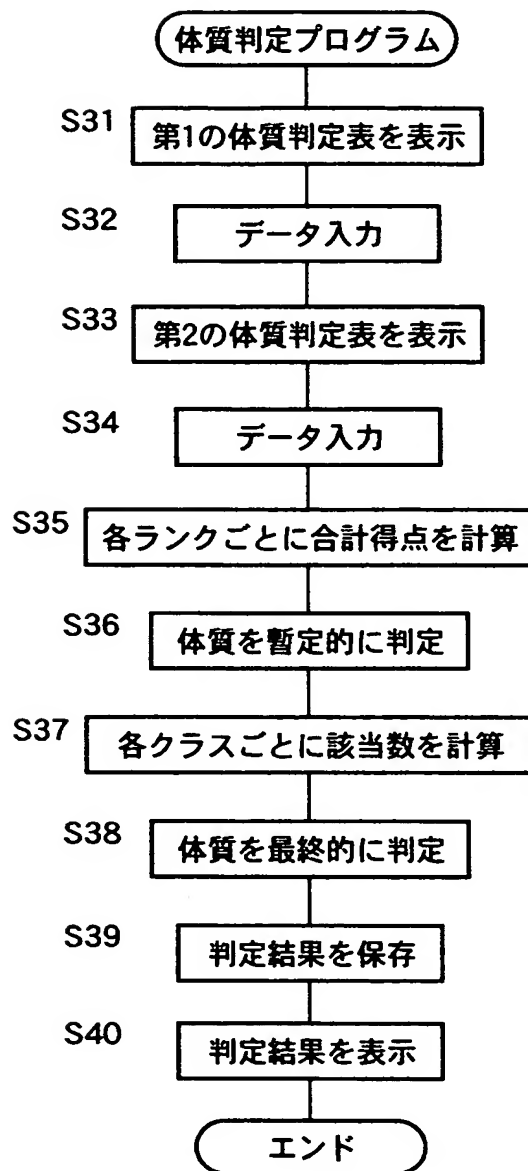 体質判定プログラム
S31
第1の体質判定表を表示
S32
データ入力
S33
第2の体質判定表を表示
S34
データ入力
S35
各ランクごとに合計得点を計算
S36
体质を暫定的に判定
S37
各クラスごとに該当数を計算
S38
体質を最終的に判定
S39
判定結果を保存
S40
判定結果を表示
エンド